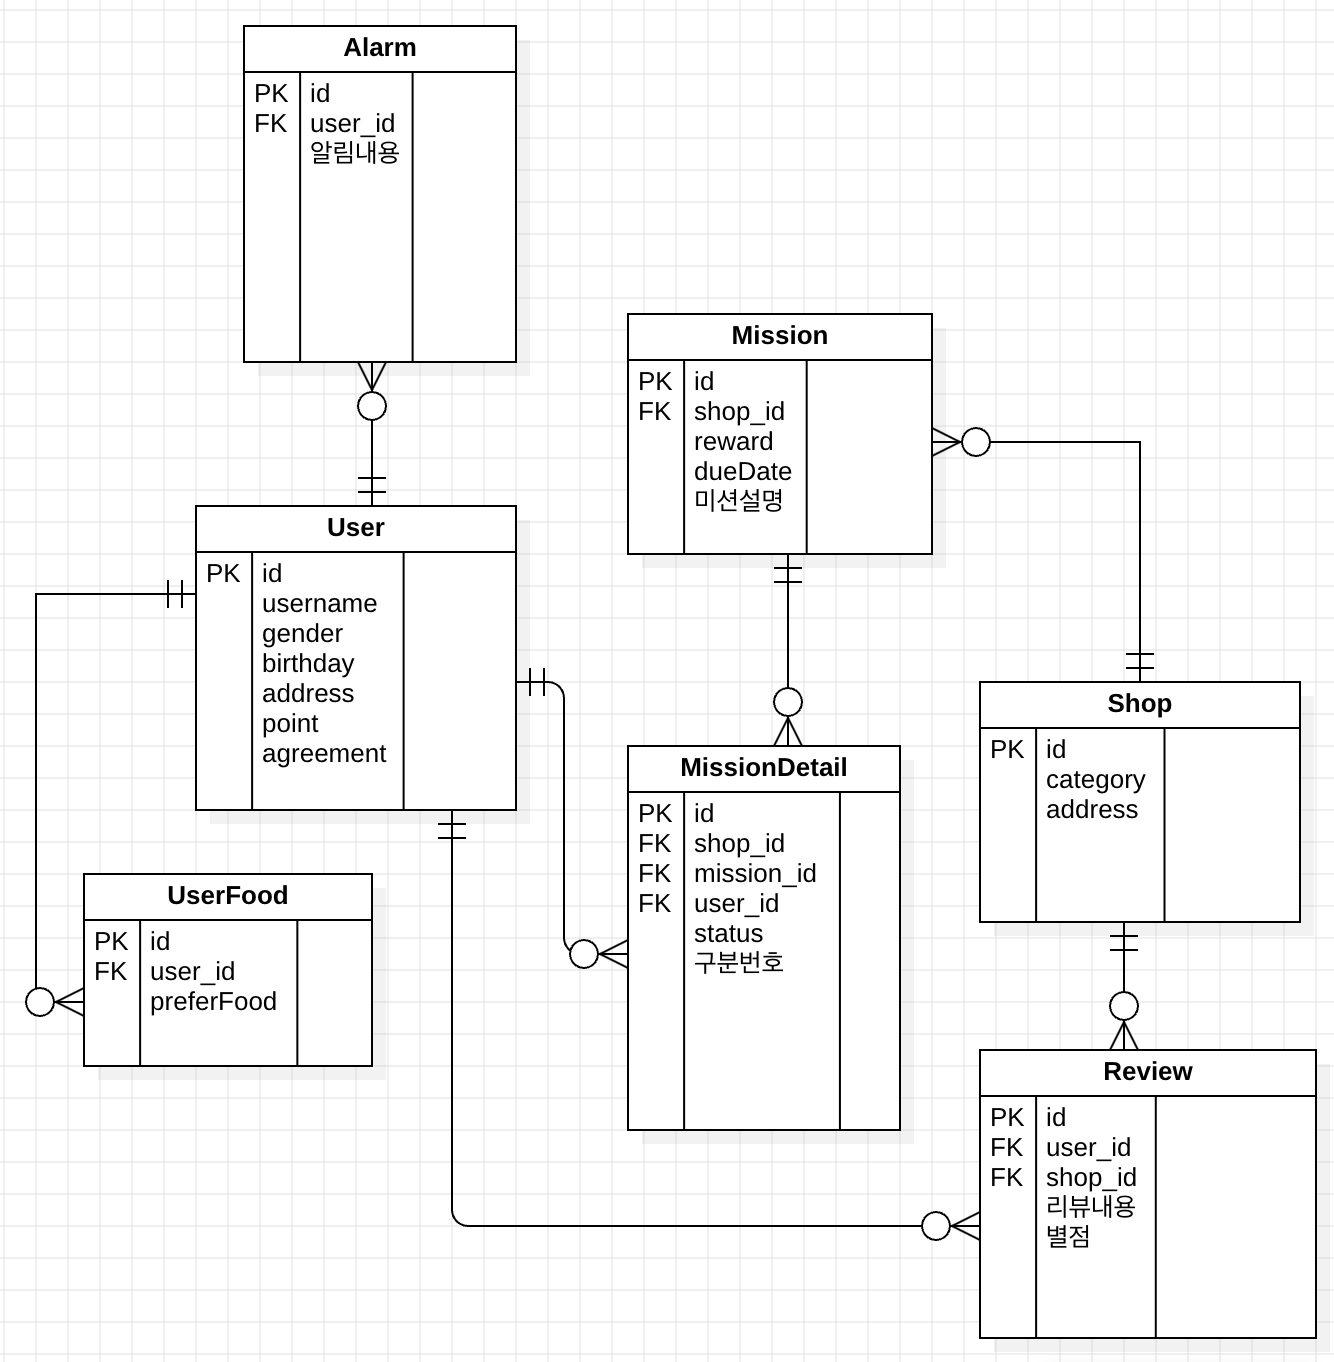 Alarm
PK id
FK user_id
알림내용
Mission
PK id
FK shop_id
reward
dueDate
미션설명
User
PK id
username
gender
birthday
address
point
agreement
Shop
PK id
category
address
MissionDetail
PK id
FK shop_id
FK mission_id
FK user_id
status
구분번호
UserFood
PK id
FK user_id
preferFood
Review
PK id
FK user_id
FK shop_id
리뷰내용
별점